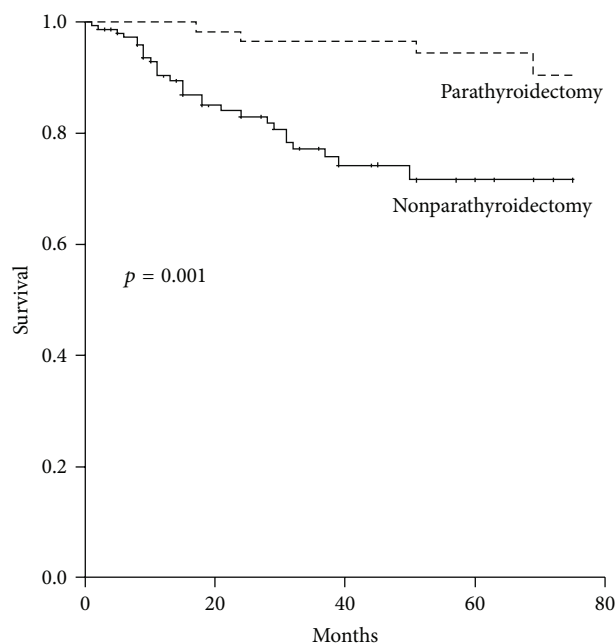 1.0
0.8
0.6
0.4
0.2
0.0
Survival
Parathyroidectomy
Nonparathyroidectomy
p = 0.001
0 20 40 60 80
Months